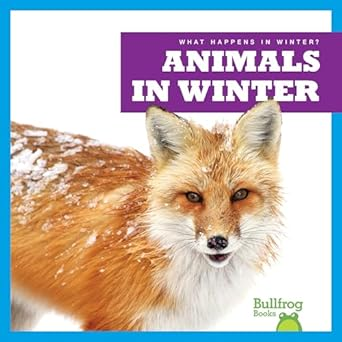 WHAT HAPPENS IN WINTER?
ANIMALS
IN WINTER
Bullfrog
Books